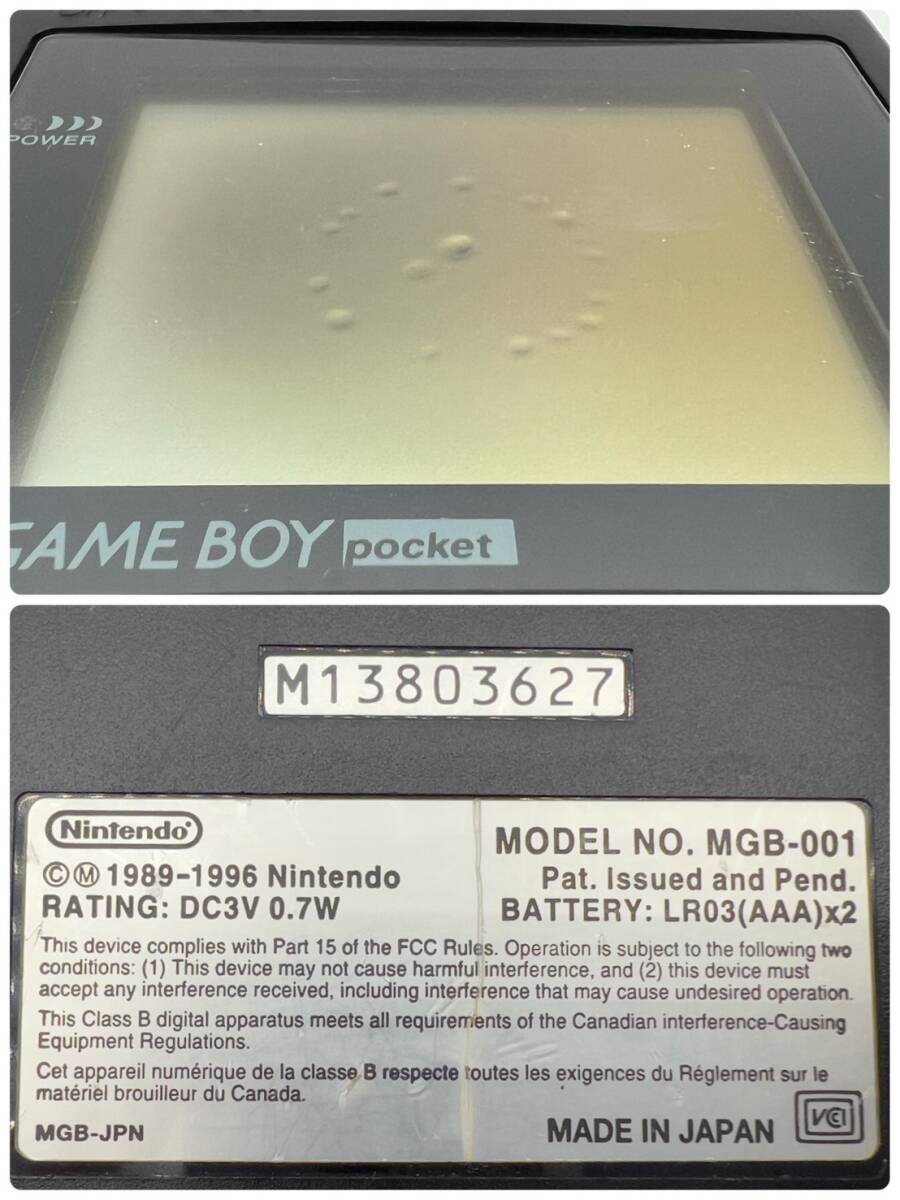 POWER
GAME BOY pocket
M13803627
Nintendo
©Ⓜ 1989-1996 Nintendo
RATING: DC3V 0.7W
MODEL NO. MGB-001
Pat. Issued and Pend.
BATTERY: LR03(AAA)x2
This device complies with Part 15 of the FCC Rules. Operation is subject to the following two
conditions: (1) This device may not cause harmful interference, and (2) this device must
accept any interference received, including interference that may cause undesired operation.
This Class B digital apparatus meets all requirements of the Canadian interference-Causing
Equipment Regulations.
Cet appareil numérique de la classe B respecte toutes les exigences du Réglement sur le
matériel brouilleur du Canada.
MGB-JPN
MADE IN JAPAN
VCI